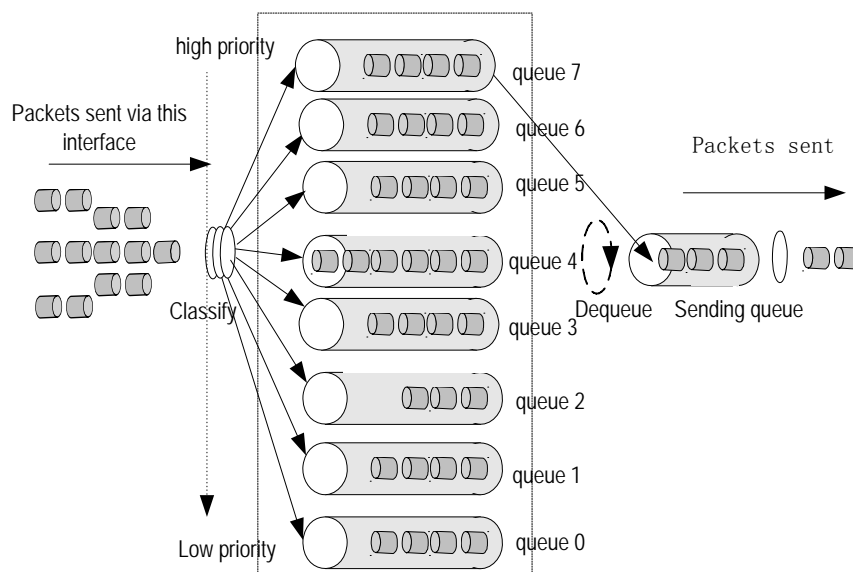 high priority
queue 7
Packets sent via this
interface
queue 6
Packets sent
queue 5
queue 4
Classify
Dequeue
Sending queue
queue 3
queue 2
queue 1
Low priority
queue 0